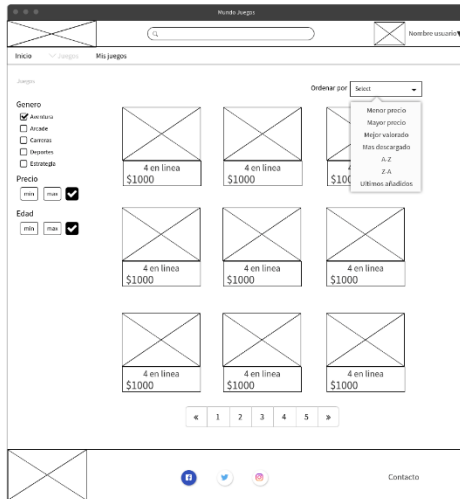 Mundo Juegos
Nombre usuario
Inicio
Juegos
Mis juegos
Juegos
Ordenar por
Select
Menor precio
Mayor precio
Mejor valorado
Mas descargado
A-Z
Z-A
Ultimos añadidos
Genero
Aventura
Arcade
Carreras
Deportes
Estrategia
Precio
min
max
Edad
min
max
4 en linea
$1000
4 en linea
$1000
$1000
4 en linea
$1000
4 en linea
$1000
4 en linea
$1000
4 en linea
$1000
4 en linea
$1000
4 en linea
$1000
« 1 2 3 4 5 »
Contacto